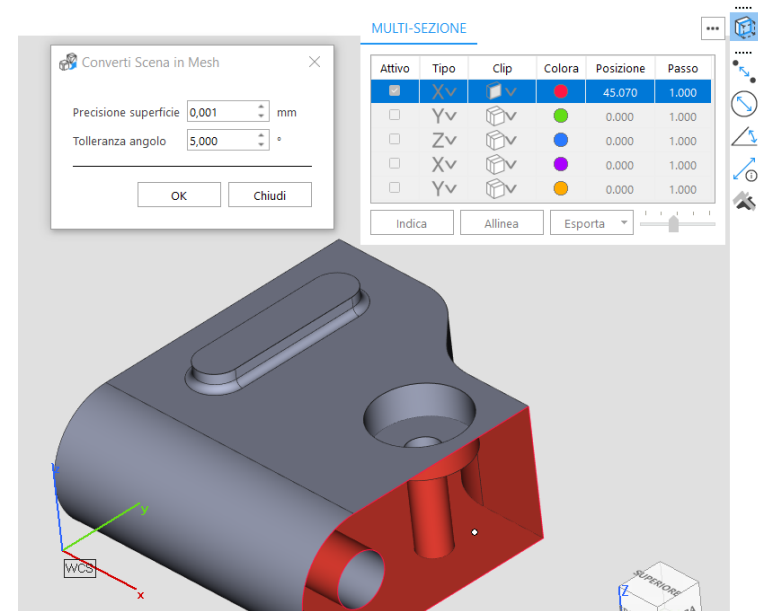 MULTI-SEZIONE
...
Converti Scena in Mesh
Precisione superficie 0,001 mm
Tolleranza angolo 5,000 °
OK Chiudi
Attivo Tipo Clip Colora Posizione Passo
X 45.070 1.000
Y 0.000 1.000
Z 0.000 1.000
X 0.000 1.000
Y 0.000 1.000
Indica Allinea Esporta
z
y
WCS
x
SUPERIORE
Z